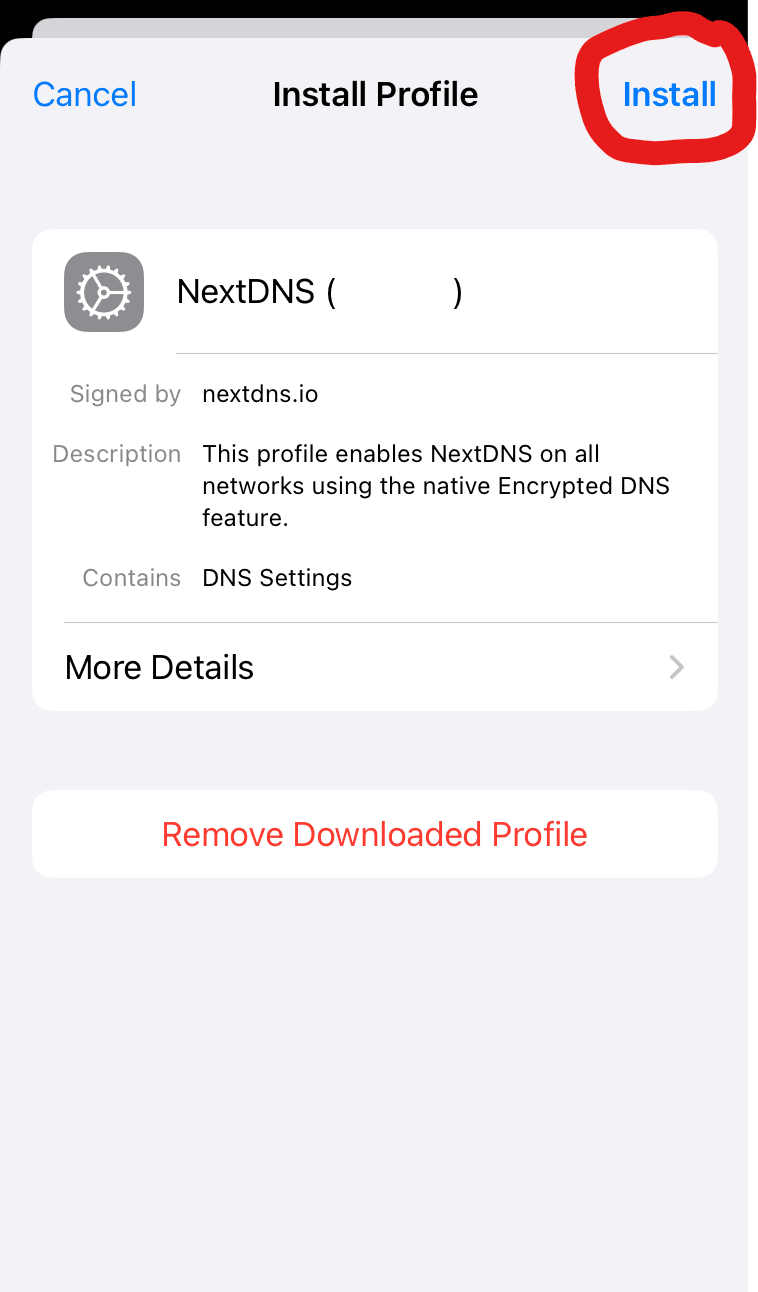 Cancel Install Profile Install
NextDNS ( )
Signed by nextdns.io
Description This profile enables NextDNS on all
networks using the native Encrypted DNS
feature.
Contains DNS Settings
More Details
Remove Downloaded Profile